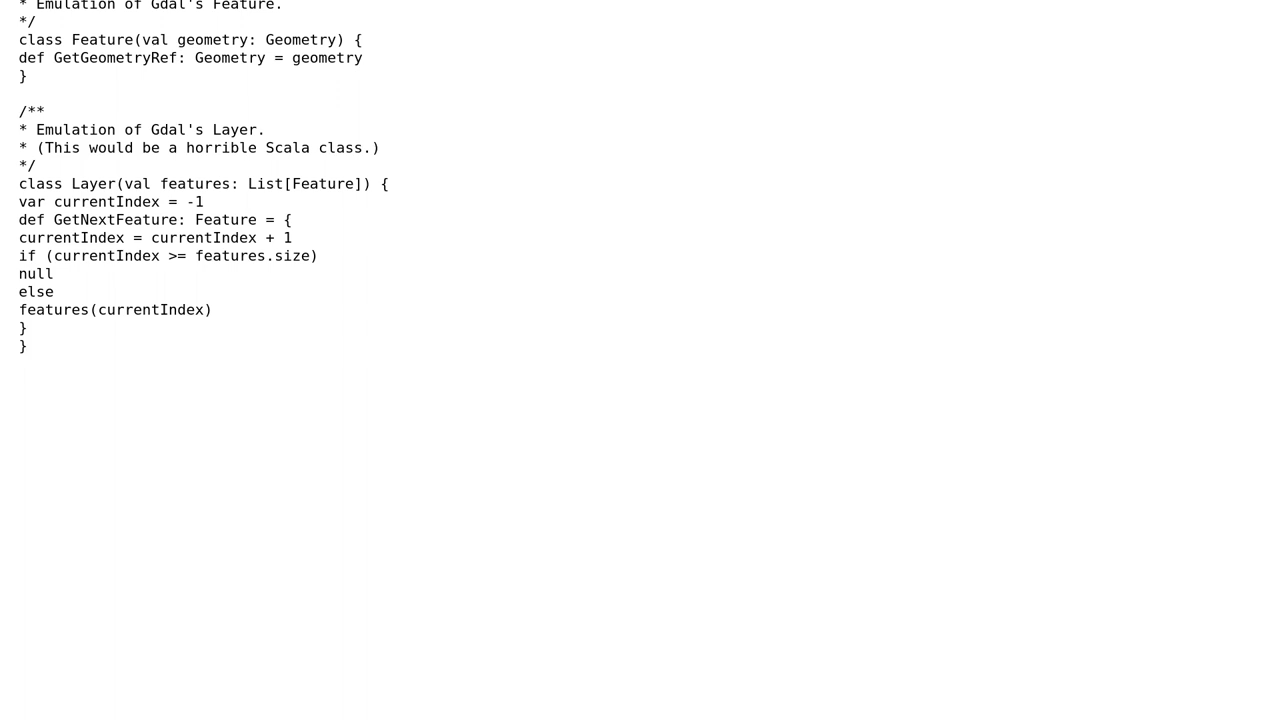 * Emulation of Gdal's Feature.
*/
class Feature(val geometry: Geometry) {
def GetGeometryRef: Geometry = geometry
}

/**
* Emulation of Gdal's Layer.
* (This would be a horrible Scala class.)
*/
class Layer(val features: List[Feature]) {
var currentIndex = -1
def GetNextFeature: Feature = {
currentIndex = currentIndex + 1
if (currentIndex >= features.size)
null
else
features(currentIndex)
}
}